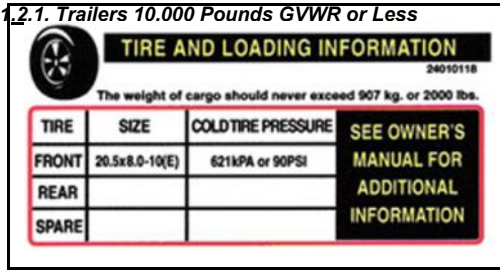 1.2.1. Trailers 10.000 Pounds GVWR or Less
TIRE AND LOADING INFORMATION
24010118
The weight of cargo should never exceed 907 kg. or 2000 lbs.
TIRE SIZE COLD TIRE PRESSURE
FRONT 20.5x8.0-10(E) 621kPA or 90PSI
REAR
SPARE
SEE OWNER'S
MANUAL FOR
ADDITIONAL
INFORMATION